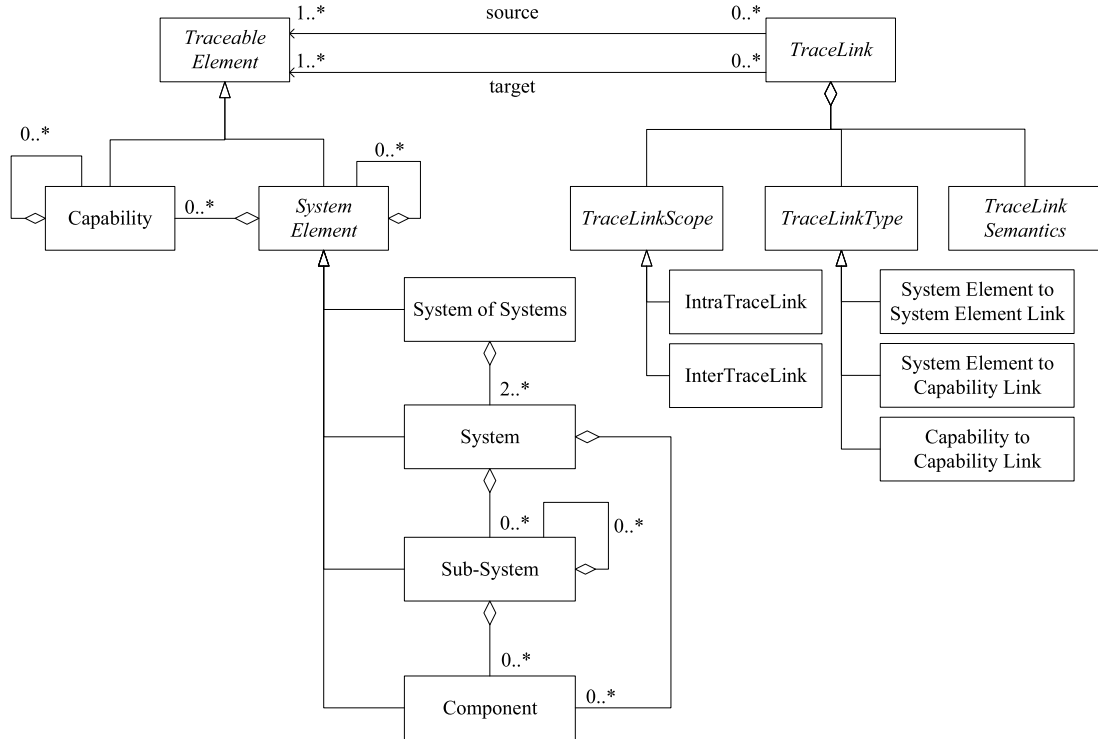 1..*
source
0..*
Traceable
Element
TraceLink
1..*
0..*
target
0..*
0..*
Capability
0..*
System
Element
TraceLinkScope
TraceLinkType
TraceLink
Semantics
System of Systems
IntraTraceLink
System Element to
System Element Link
InterTraceLink
System Element to
Capability Link
2..*
System
Capability to
Capability Link
0..*
0..*
Sub-System
0..*
0..*
Component